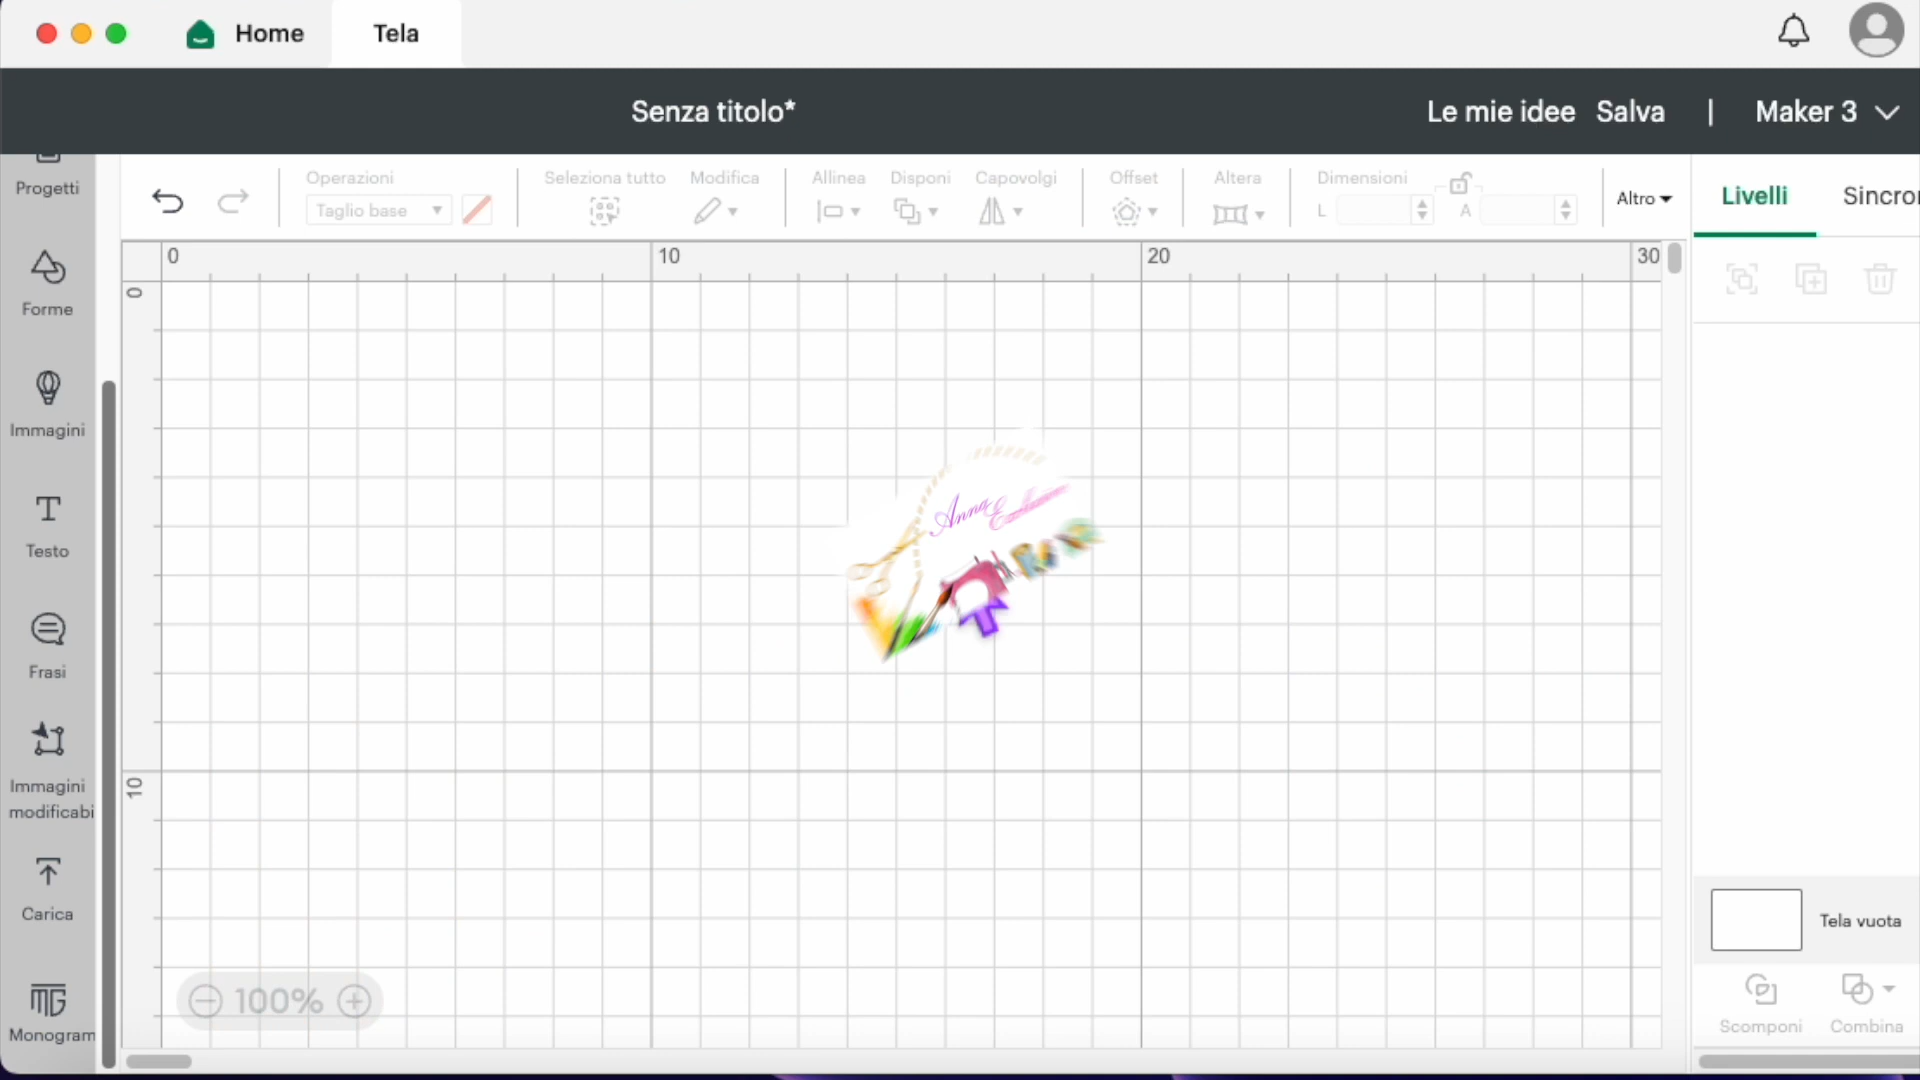 Home
Tela
Senza titolo*
Le mie idee
Salva
|
Maker 3
Progetti
Forme
Immagini
Testo
Frasi
Immagini
modificabi
Carica
Monogram
Operazioni
Taglio base
Seleziona tutto
Modifica
Allinea
Disponi
Capovolgi
Offset
Altera
Dimensioni
L
A
Altro
0
10
20
30
0
10
Anna
100%
Livelli
Sincron
Tela vuota
Scomponi
Combina